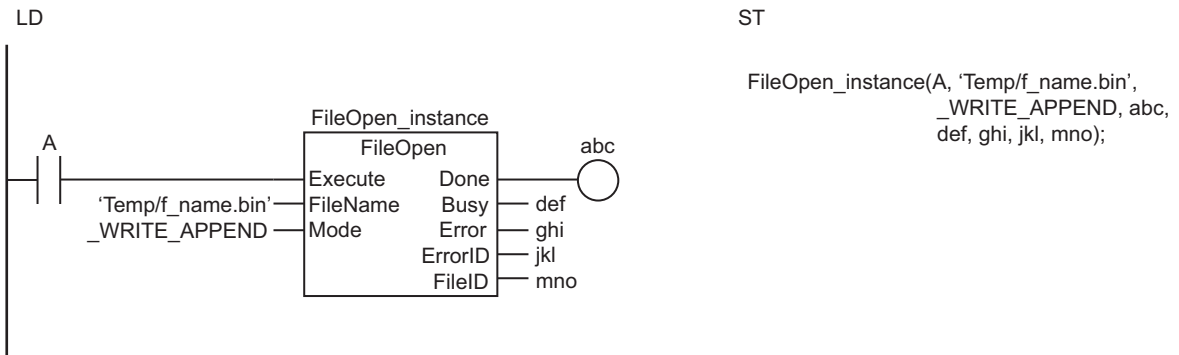 LD
ST
FileOpen_instance(A, ‘Temp/f_name.bin’,
_WRITE_APPEND, abc,
def, ghi, jkl, mno);
FileOpen_instance
A
FileOpen
abc
Execute Done
‘Temp/f_name.bin’ FileName Busy def
_WRITE_APPEND Mode Error ghi
ErrorID jkl
FileID mno